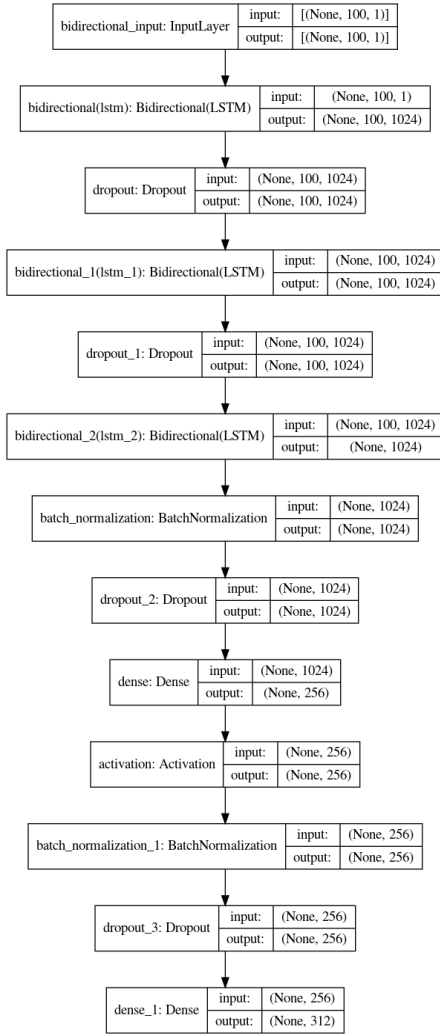 bidirectional_input: InputLayer
input: [(None, 100, 1)]
output: [(None, 100, 1)]
bidirectional(lstm): Bidirectional(LSTM)
input: (None, 100, 1)
output: (None, 100, 1024)
dropout: Dropout
input: (None, 100, 1024)
output: (None, 100, 1024)
bidirectional_1(lstm_1): Bidirectional(LSTM)
input: (None, 100, 1024)
output: (None, 100, 1024)
dropout_1: Dropout
input: (None, 100, 1024)
output: (None, 100, 1024)
bidirectional_2(lstm_2): Bidirectional(LSTM)
input: (None, 100, 1024)
output: (None, 1024)
batch_normalization: BatchNormalization
input: (None, 1024)
output: (None, 1024)
dropout_2: Dropout
input: (None, 1024)
output: (None, 1024)
dense: Dense
input: (None, 1024)
output: (None, 256)
activation: Activation
input: (None, 256)
output: (None, 256)
batch_normalization_1: BatchNormalization
input: (None, 256)
output: (None, 256)
dropout_3: Dropout
input: (None, 256)
output: (None, 256)
dense_1: Dense
input: (None, 256)
output: (None, 312)